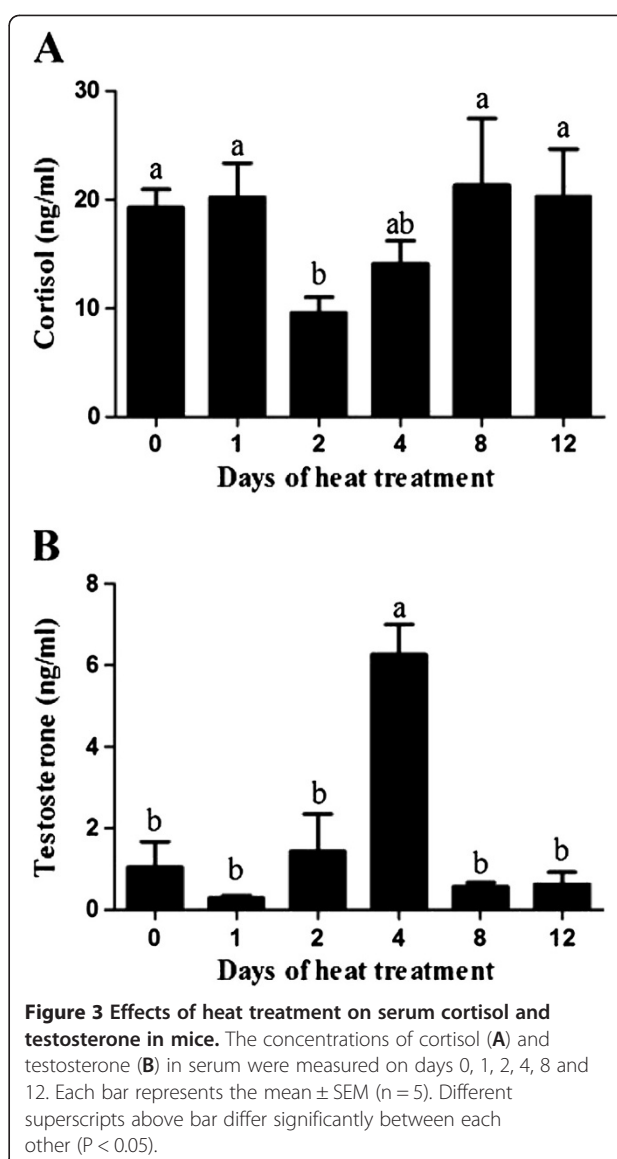 A
30
20
10
0
Cortisol (ng/ml)
a
a
b
ab
a
a
0 1 2 4 8 12
Days of heat treatment
B
8
6
4
2
0
Testosterone (ng/ml)
b
b
b
a
b
b
0 1 2 4 8 12
Days of heat treatment
Figure 3 Effects of heat treatment on serum cortisol and
testosterone in mice. The concentrations of cortisol (A) and
testosterone (B) in serum were measured on days 0, 1, 2, 4, 8 and
12. Each bar represents the mean ± SEM (n = 5). Different
superscripts above bar differ significantly between each
other (P < 0.05).